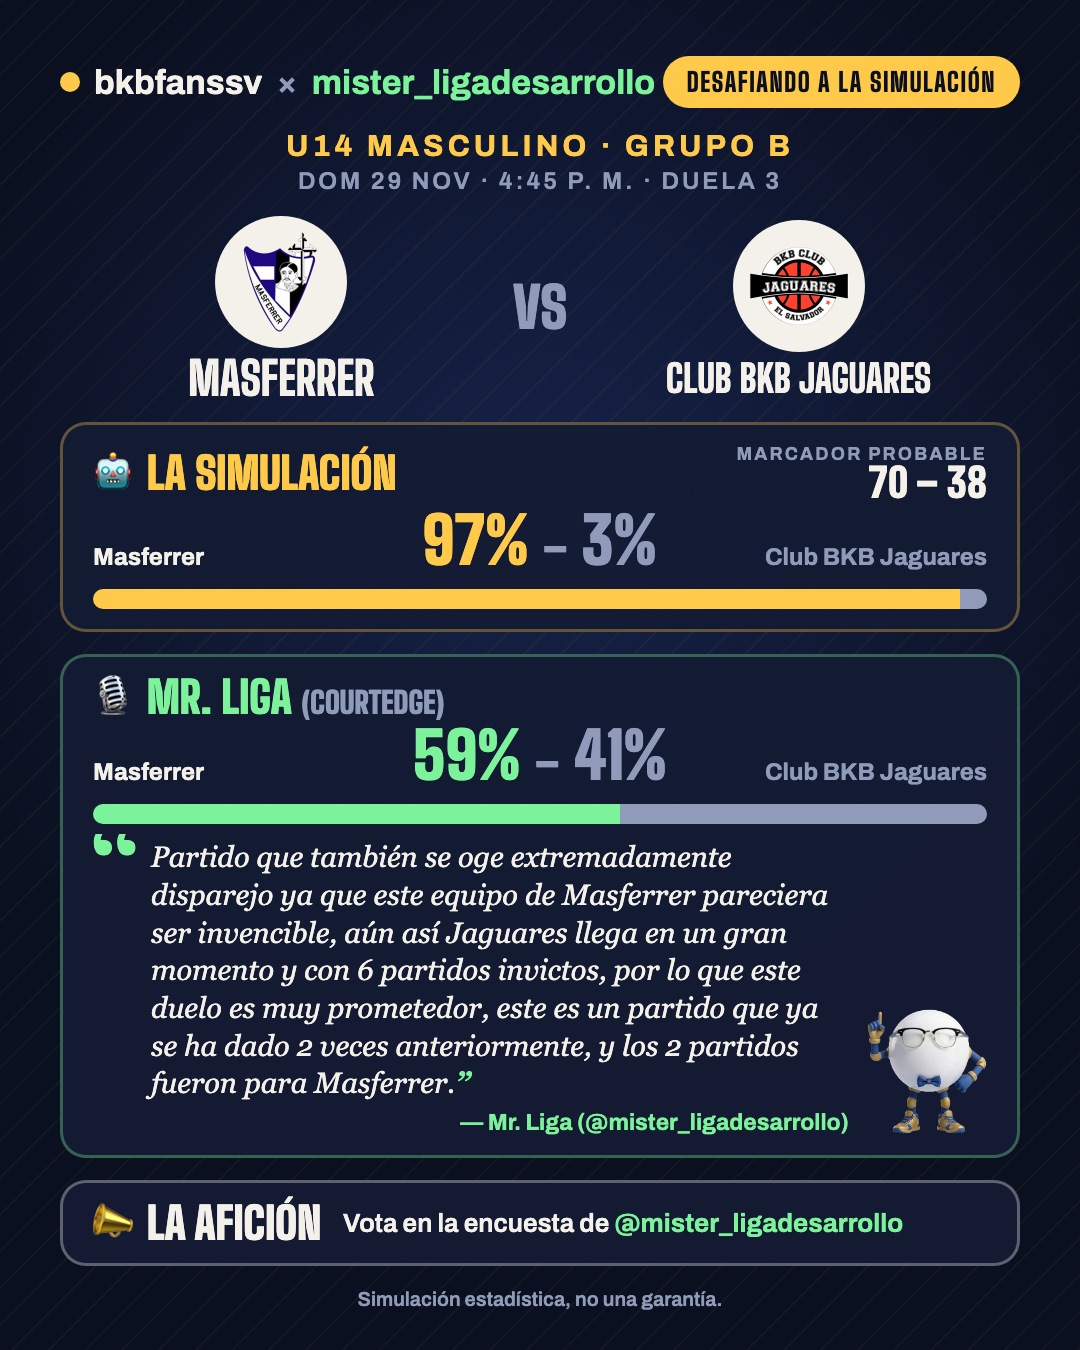 bkbfanssv × mister_ligadesarrollo DESAFIANDO A LA SIMULACIÓN
U14 MASCULINO · GRUPO B
DOM 29 NOV · 4:45 P. M. · DUELA 3
MASFERRER
BKB CLUB
JAGUARES
EL SALVADOR
VS
MASFERRER
CLUB BKB JAGUARES
LA SIMULACIÓN
MARCADOR PROBABLE
70 – 38
Masferrer 97% – 3% Club BKB Jaguares
MR. LIGA (COURTEDGE)
Masferrer 59% – 41% Club BKB Jaguares
“ Partido que también se oge extremadamente
disparejo ya que este equipo de Masferrer pareciera
ser invencible, aún así Jaguares llega en un gran
momento y con 6 partidos invictos, por lo que este
duelo es muy prometedor, este es un partido que ya
se ha dado 2 veces anteriormente, y los 2 partidos
fueron para Masferrer.”
— Mr. Liga (@mister_ligadesarrollo)
LA AFICIÓN Vota en la encuesta de @mister_ligadesarrollo
Simulación estadística, no una garantía.